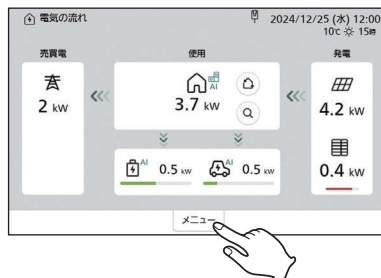 電気の流れ
2024/12/25 (水) 12:00
10℃ 15時
売買電
使用
発電
2 kW
AI
3.7 kW
4.2 kW
AI
0.5 kW
AI
0.5 kW
0.4 kW
メニュー